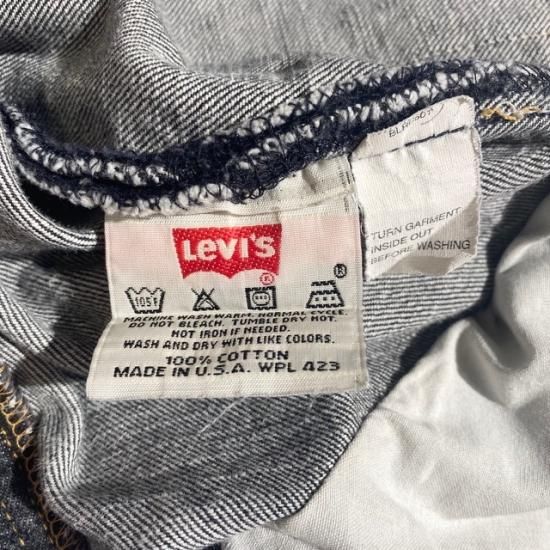 Levi's
®
®
105F
MACHINE WASH WARM. NORMAL CYCLE.
DO NOT BLEACH. TUMBLE DRY HOT.
HOT IRON IF NEEDED.
WASH AND DRY WITH LIKE COLORS.
100% COTTON
MADE IN U.S.A. WPL 423
TURN GARMENT
INSIDE OUT
BEFORE WASHING